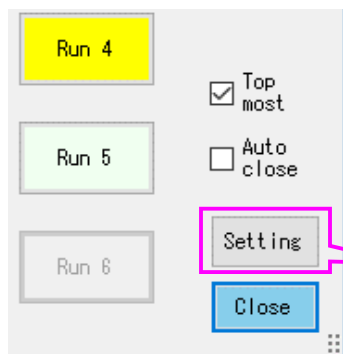 Run 4
Top
most
Run 5
Auto
close
Setting
Run 6
Close